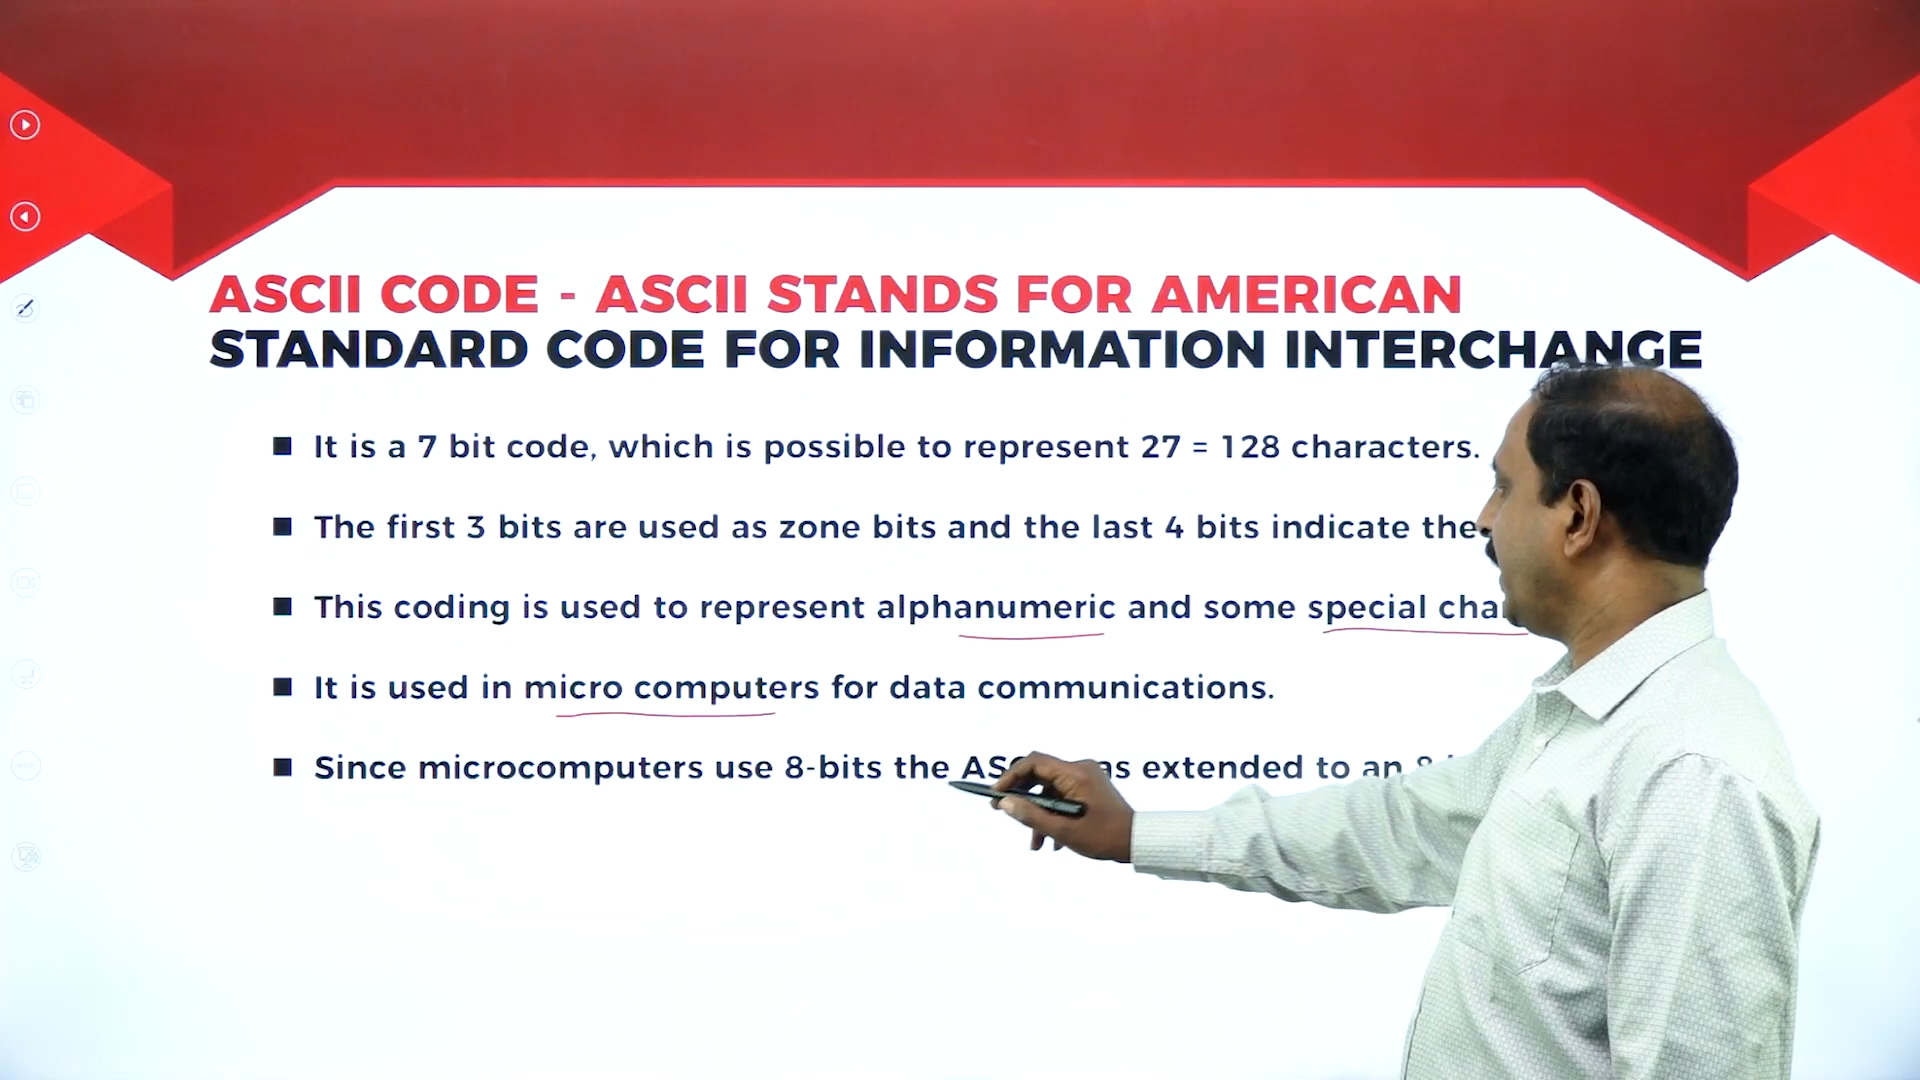 ASCII CODE - ASCII STANDS FOR AMERICAN
STANDARD CODE FOR INFORMATION INTERCHANGE
It is a 7 bit code, which is possible to represent 27 = 128 characters.
The first 3 bits are used as zone bits and the last 4 bits indicate the
This coding is used to represent alphanumeric and some special
It is used in micro computers for data communications.
Since microcomputers use 8-bits the extended to an